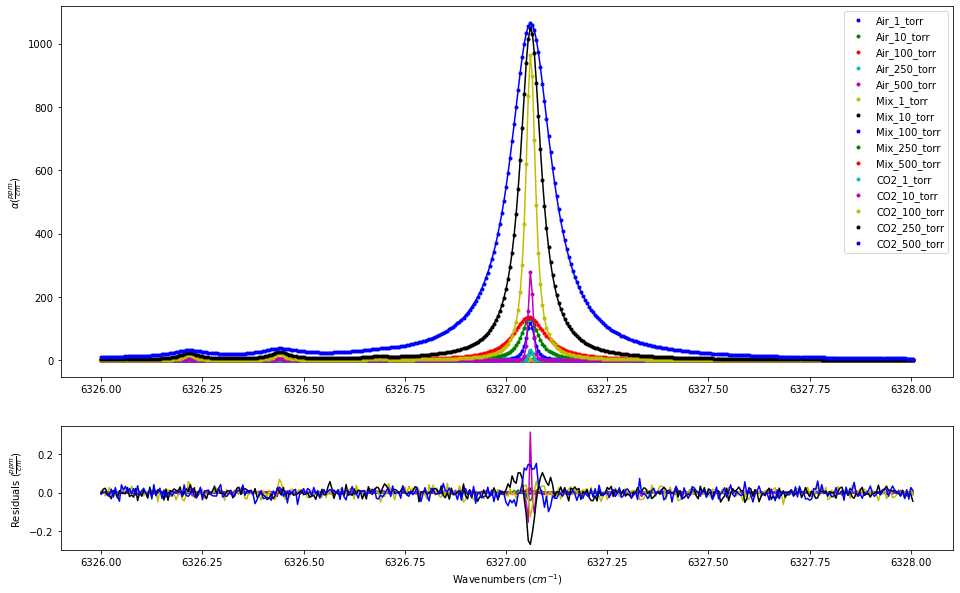 1000
800
600
400
200
0
α(ppm/cm)
Air_1_torr
Air_10_torr
Air_100_torr
Air_250_torr
Air_500_torr
Mix_1_torr
Mix_10_torr
Mix_100_torr
Mix_250_torr
Mix_500_torr
CO2_1_torr
CO2_10_torr
CO2_100_torr
CO2_250_torr
CO2_500_torr
6326.00 6326.25 6326.50 6326.75 6327.00 6327.25 6327.50 6327.75 6328.00
0.2
0.0
−0.2
Residuals (ppm/cm)
6326.00 6326.25 6326.50 6326.75 6327.00 6327.25 6327.50 6327.75 6328.00
Wavenumbers (cm⁻¹)